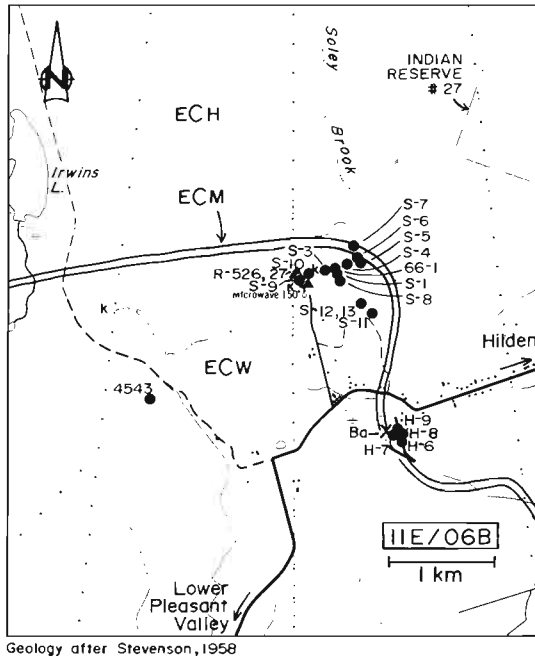 N
Soley
Brook
INDIAN
RESERVE
# 27
ECH
Irwins
L.
ECM
S-7
S-6
S-5
S-4
66-1
S-1
S-8
S-3
S-10
k
R-526, 27
S-9
k
microwave 150'
S-12, 13
S-11
k
ECW
Hilden
4543
Ba
H-9
H-8
H-6
H-7
11E/06B
1 km
Lower
Pleasant
Valley
Geology after Stevenson, 1958